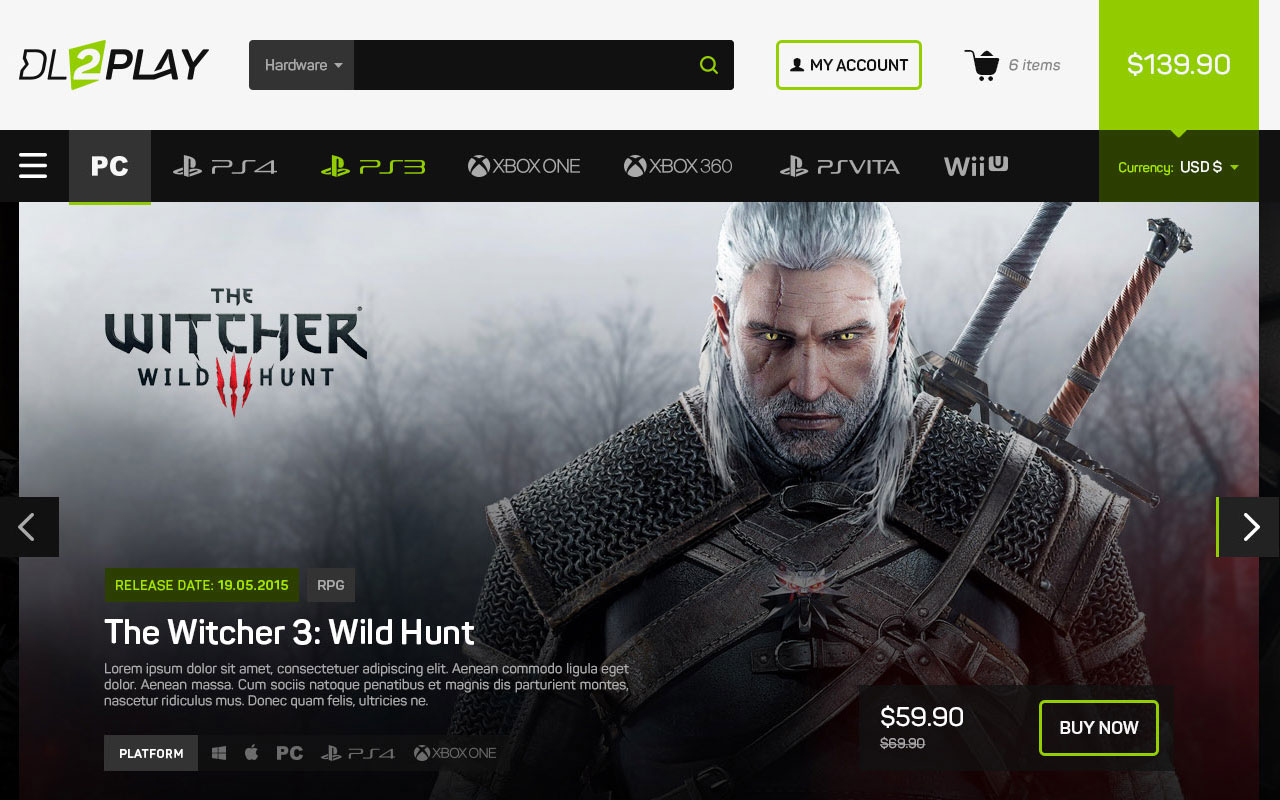 DL2PLAY
Hardware
MY ACCOUNT
6 items
$139.90
PC
PS4
PS3
XBOX ONE
XBOX 360
PSVITA
Wii U
Currency: USD $
THE
WITCHER®
WILD HUNT
RELEASE DATE: 19.05.2015
RPG
The Witcher 3: Wild Hunt
Lorem ipsum dolor sit amet, consectetuer adipiscing elit. Aenean commodo ligula eget
dolor. Aenean massa. Cum sociis natoque penatibus et magnis dis parturient montes,
nascetur ridiculus mus. Donec quam felis, ultricies ne.
PLATFORM
PC
PS4
XBOX ONE
$59.90
$69.90
BUY NOW